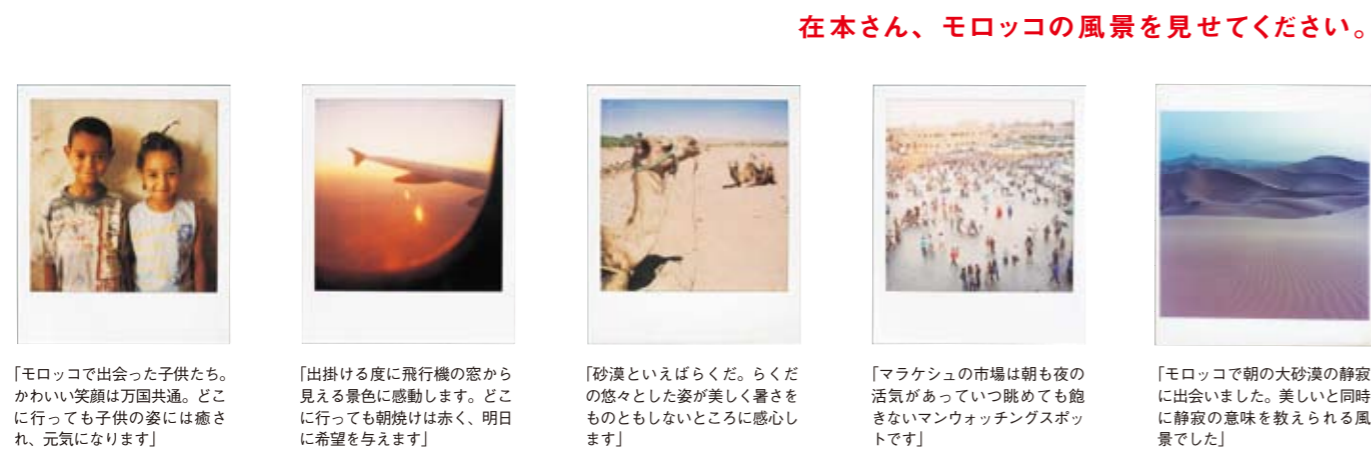 在本さん、モロッコの風景を見せてください。
「モロッコで出会った子供たち。
かわいい笑顔は万国共通。どこ
に行っても子供の姿には癒さ
れ、元気になります」
「出掛ける度に飛行機の窓から
見える景色に感動します。どこ
に行っても朝焼けは赤く、明日
に希望を与えます」
「砂漠といえばらくだ。らくだ
の悠々とした姿が美しく暑さを
ものともしないところに感心し
ます」
「マラケシュの市場は朝も夜の
活気があっていつ眺めても飽
きないマンウォッチングスポッ
トです」
「モロッコで朝の大砂漠の静寂
に出会いました。美しいと同時
に静寂の意味を教えられる風
景でした」